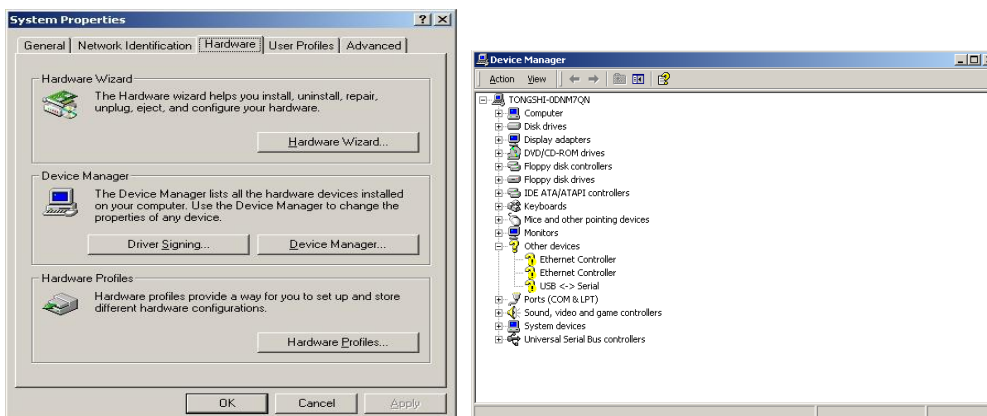 System Properties
General
Network Identification
Hardware
User Profiles
Advanced
Hardware Wizard
The Hardware wizard helps you install, uninstall, repair,
unplug, eject, and configure your hardware.
Hardware Wizard...
Device Manager
The Device Manager lists all the hardware devices installed
on your computer. Use the Device Manager to change the
properties of any device.
Driver Signing...
Device Manager...
Hardware Profiles
Hardware profiles provide a way for you to set up and store
different hardware configurations.
Hardware Profiles...
OK
Cancel
Apply
Device Manager
Action View
TONGSHI-0DNM7QN
Computer
Disk drives
Display adapters
DVD/CD-ROM drives
Floppy disk controllers
Floppy disk drives
IDE ATA/ATAPI controllers
Keyboards
Mice and other pointing devices
Monitors
Other devices
Ethernet Controller
Ethernet Controller
USB <-> Serial
Ports (COM & LPT)
Sound, video and game controllers
System devices
Universal Serial Bus controllers